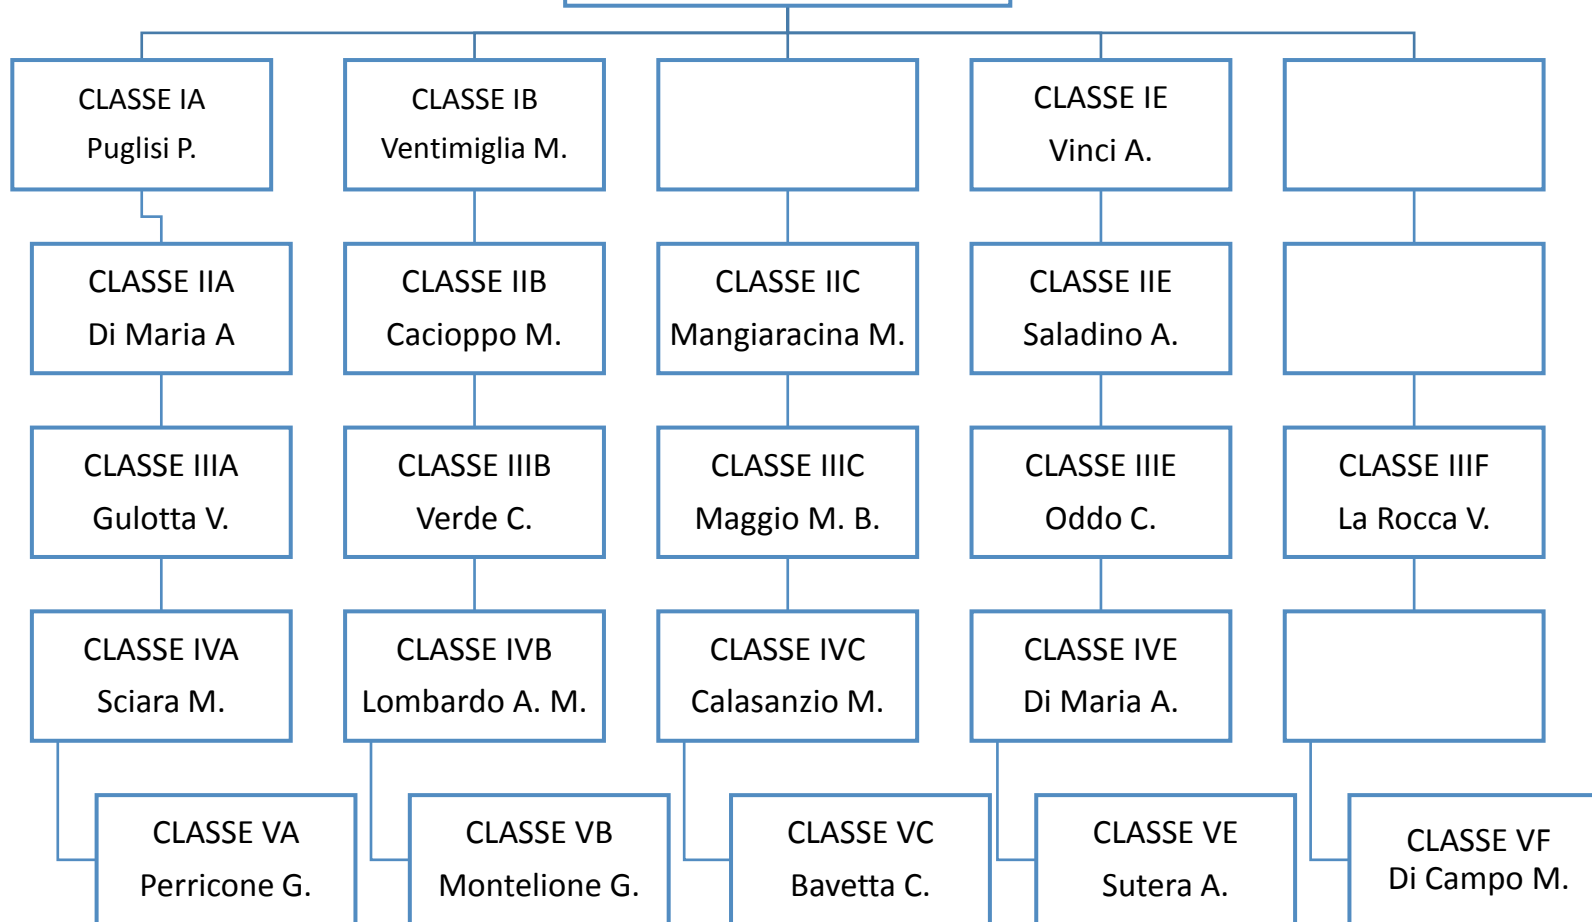 CLASSE IA
Puglisi P.
CLASSE IB
Ventimiglia M.
CLASSE IE
Vinci A.
CLASSE IIA
Di Maria A
CLASSE IIB
Cacioppo M.
CLASSE IIC
Mangiaracina M.
CLASSE IIE
Saladino A.
CLASSE IIIA
Gulotta V.
CLASSE IIIB
Verde C.
CLASSE IIIC
Maggio M. B.
CLASSE IIIE
Oddo C.
CLASSE IIIF
La Rocca V.
CLASSE IVA
Sciara M.
CLASSE IVB
Lombardo A. M.
CLASSE IVC
Calasanzio M.
CLASSE IVE
Di Maria A.
CLASSE VA
Perricone G.
CLASSE VB
Montelione G.
CLASSE VC
Bavetta C.
CLASSE VE
Sutera A.
CLASSE VF
Di Campo M.